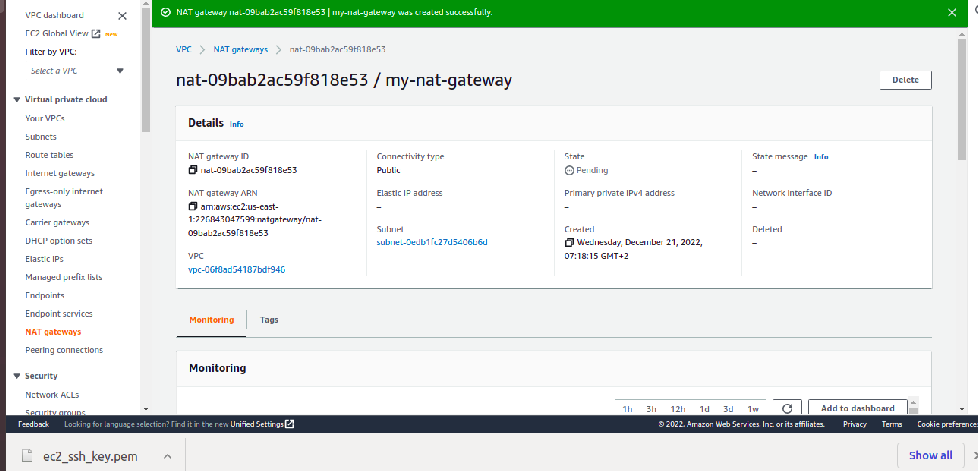 VPC dashboard
EC2 Global View New
Filter by VPC:
Select a VPC
Virtual private cloud
Your VPCs
Subnets
Route tables
Internet gateways
Egress-only internet
gateways
Carrier gateways
DHCP option sets
Elastic IPs
Managed prefix lists
Endpoints
Endpoint services
NAT gateways
Peering connections
Security
Network ACLs
Security groups
NAT gateway nat-09bab2ac59f818e53 | my-nat-gateway was created successfully.
VPC NAT gateways nat-09bab2ac59f818e53
nat-09bab2ac59f818e53 / my-nat-gateway
Delete
Details Info
NAT gateway ID
nat-09bab2ac59f818e53
NAT gateway ARN
arn:aws:ec2:us-east-
1:226843047599:natgateway/nat-
09bab2ac59f818e53
VPC
vpc-06f8ad54187bdf946
Connectivity type
Public
Elastic IP address
–
Subnet
subnet-0edb1fc27d5406b6d
State
Pending
Primary private IPv4 address
–
Created
Wednesday, December 21, 2022,
07:18:15 GMT+2
State message Info
–
Network interface ID
–
Deleted
–
Monitoring Tags
Monitoring
1h 3h 12h 1d 3d 1w Add to dashboard
Feedback Looking for language selection? Find it in the new Unified Settings © 2022, Amazon Web Services, Inc. or its affiliates. Privacy Terms Cookie preference
ec2_ssh_key.pem Show all